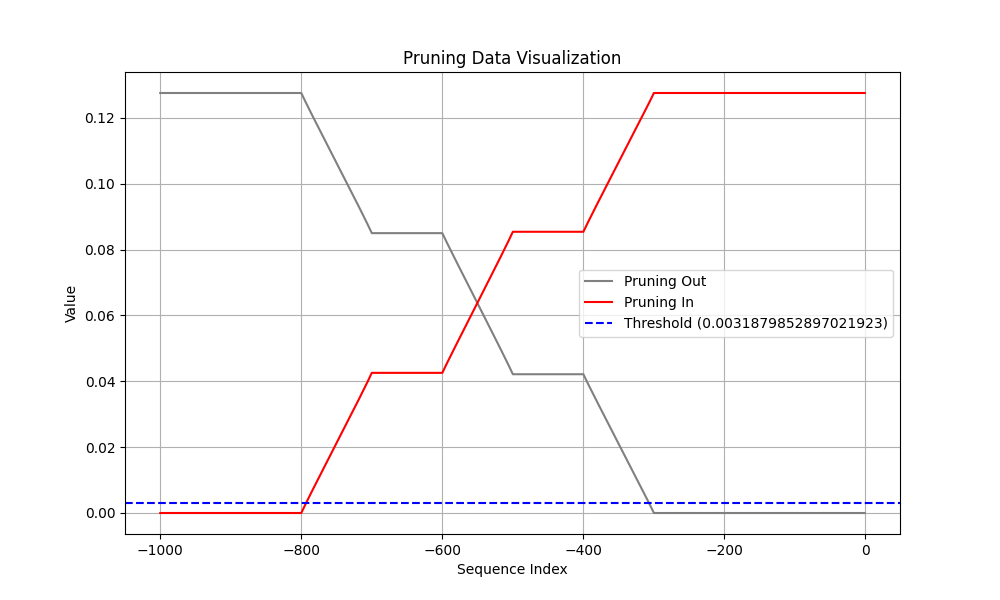 Pruning Data Visualization
Value
0.12
0.10
0.08
0.06
0.04
0.02
0.00
Pruning Out
Pruning In
Threshold (0.0031879852897021923)
−1000 −800 −600 −400 −200 0
Sequence Index